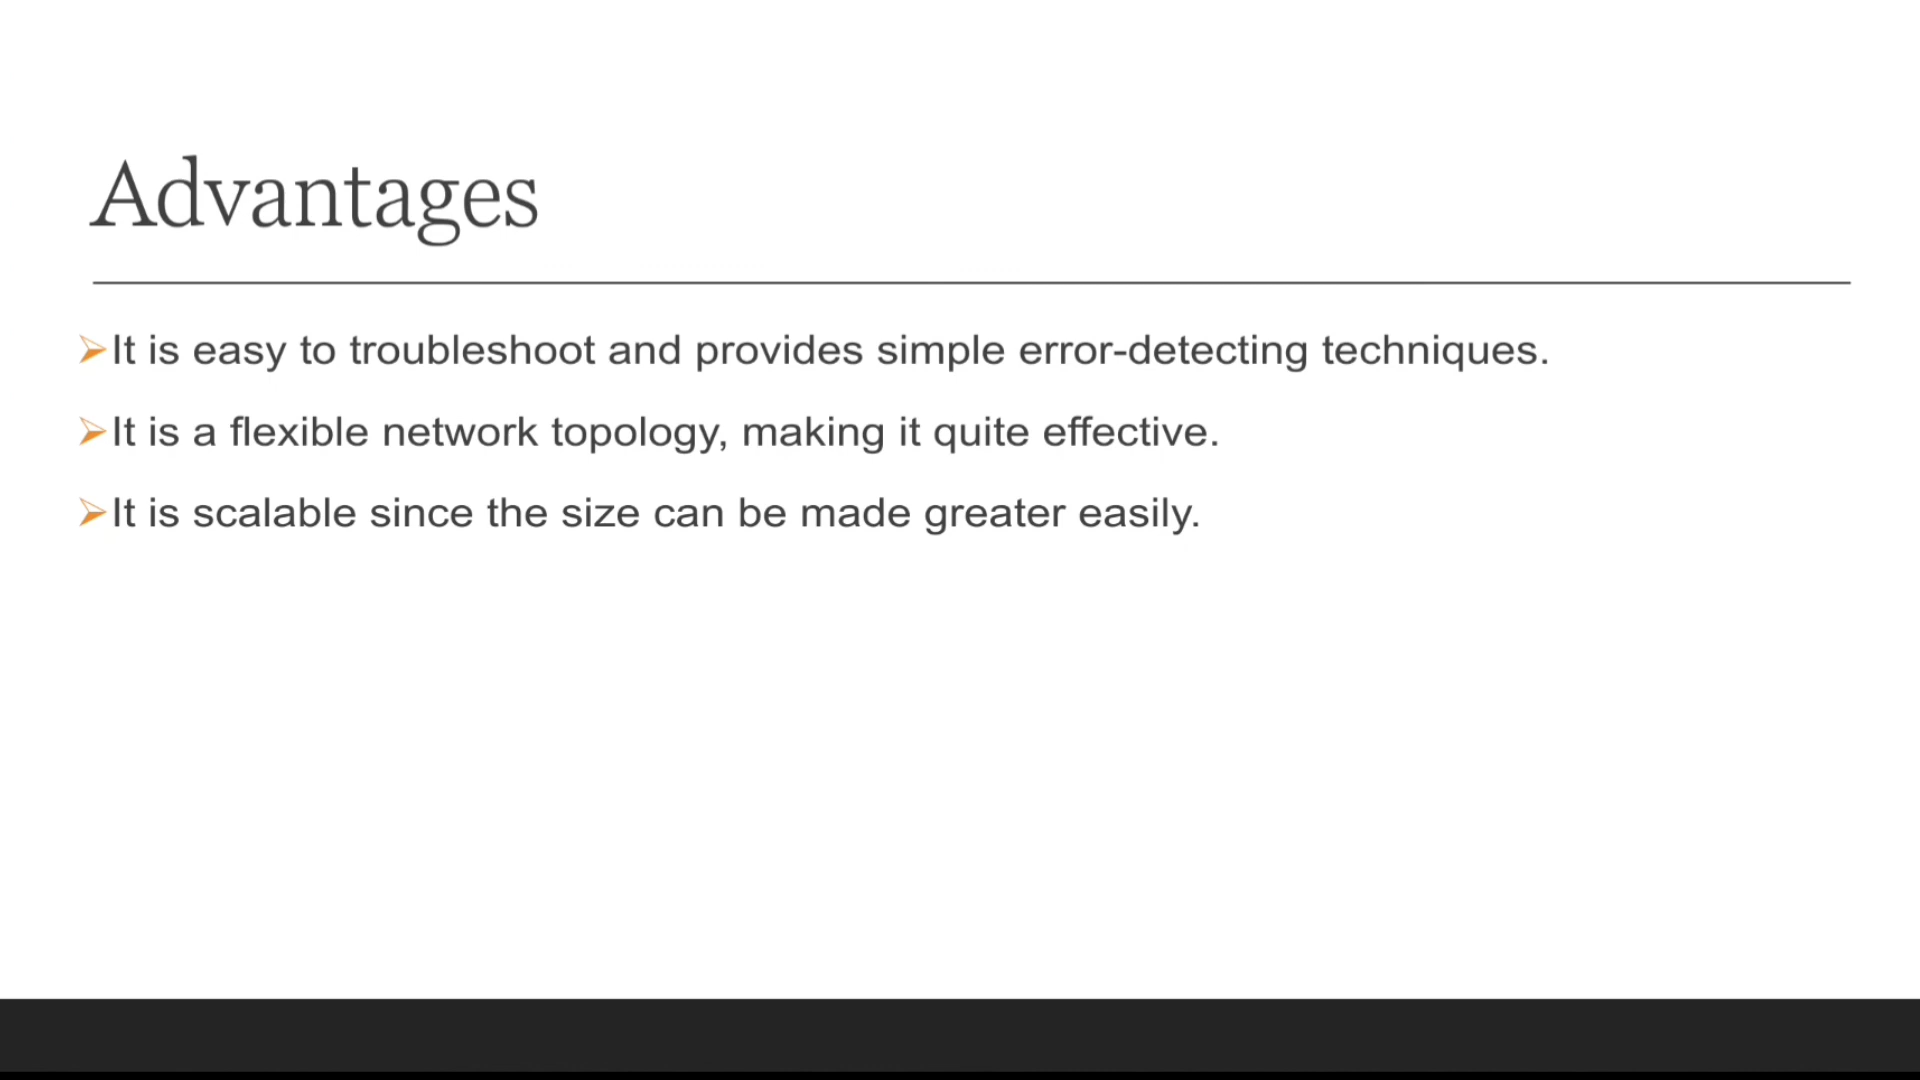 Advantages
➢It is easy to troubleshoot and provides simple error-detecting techniques.
➢It is a flexible network topology, making it quite effective.
➢It is scalable since the size can be made greater easily.